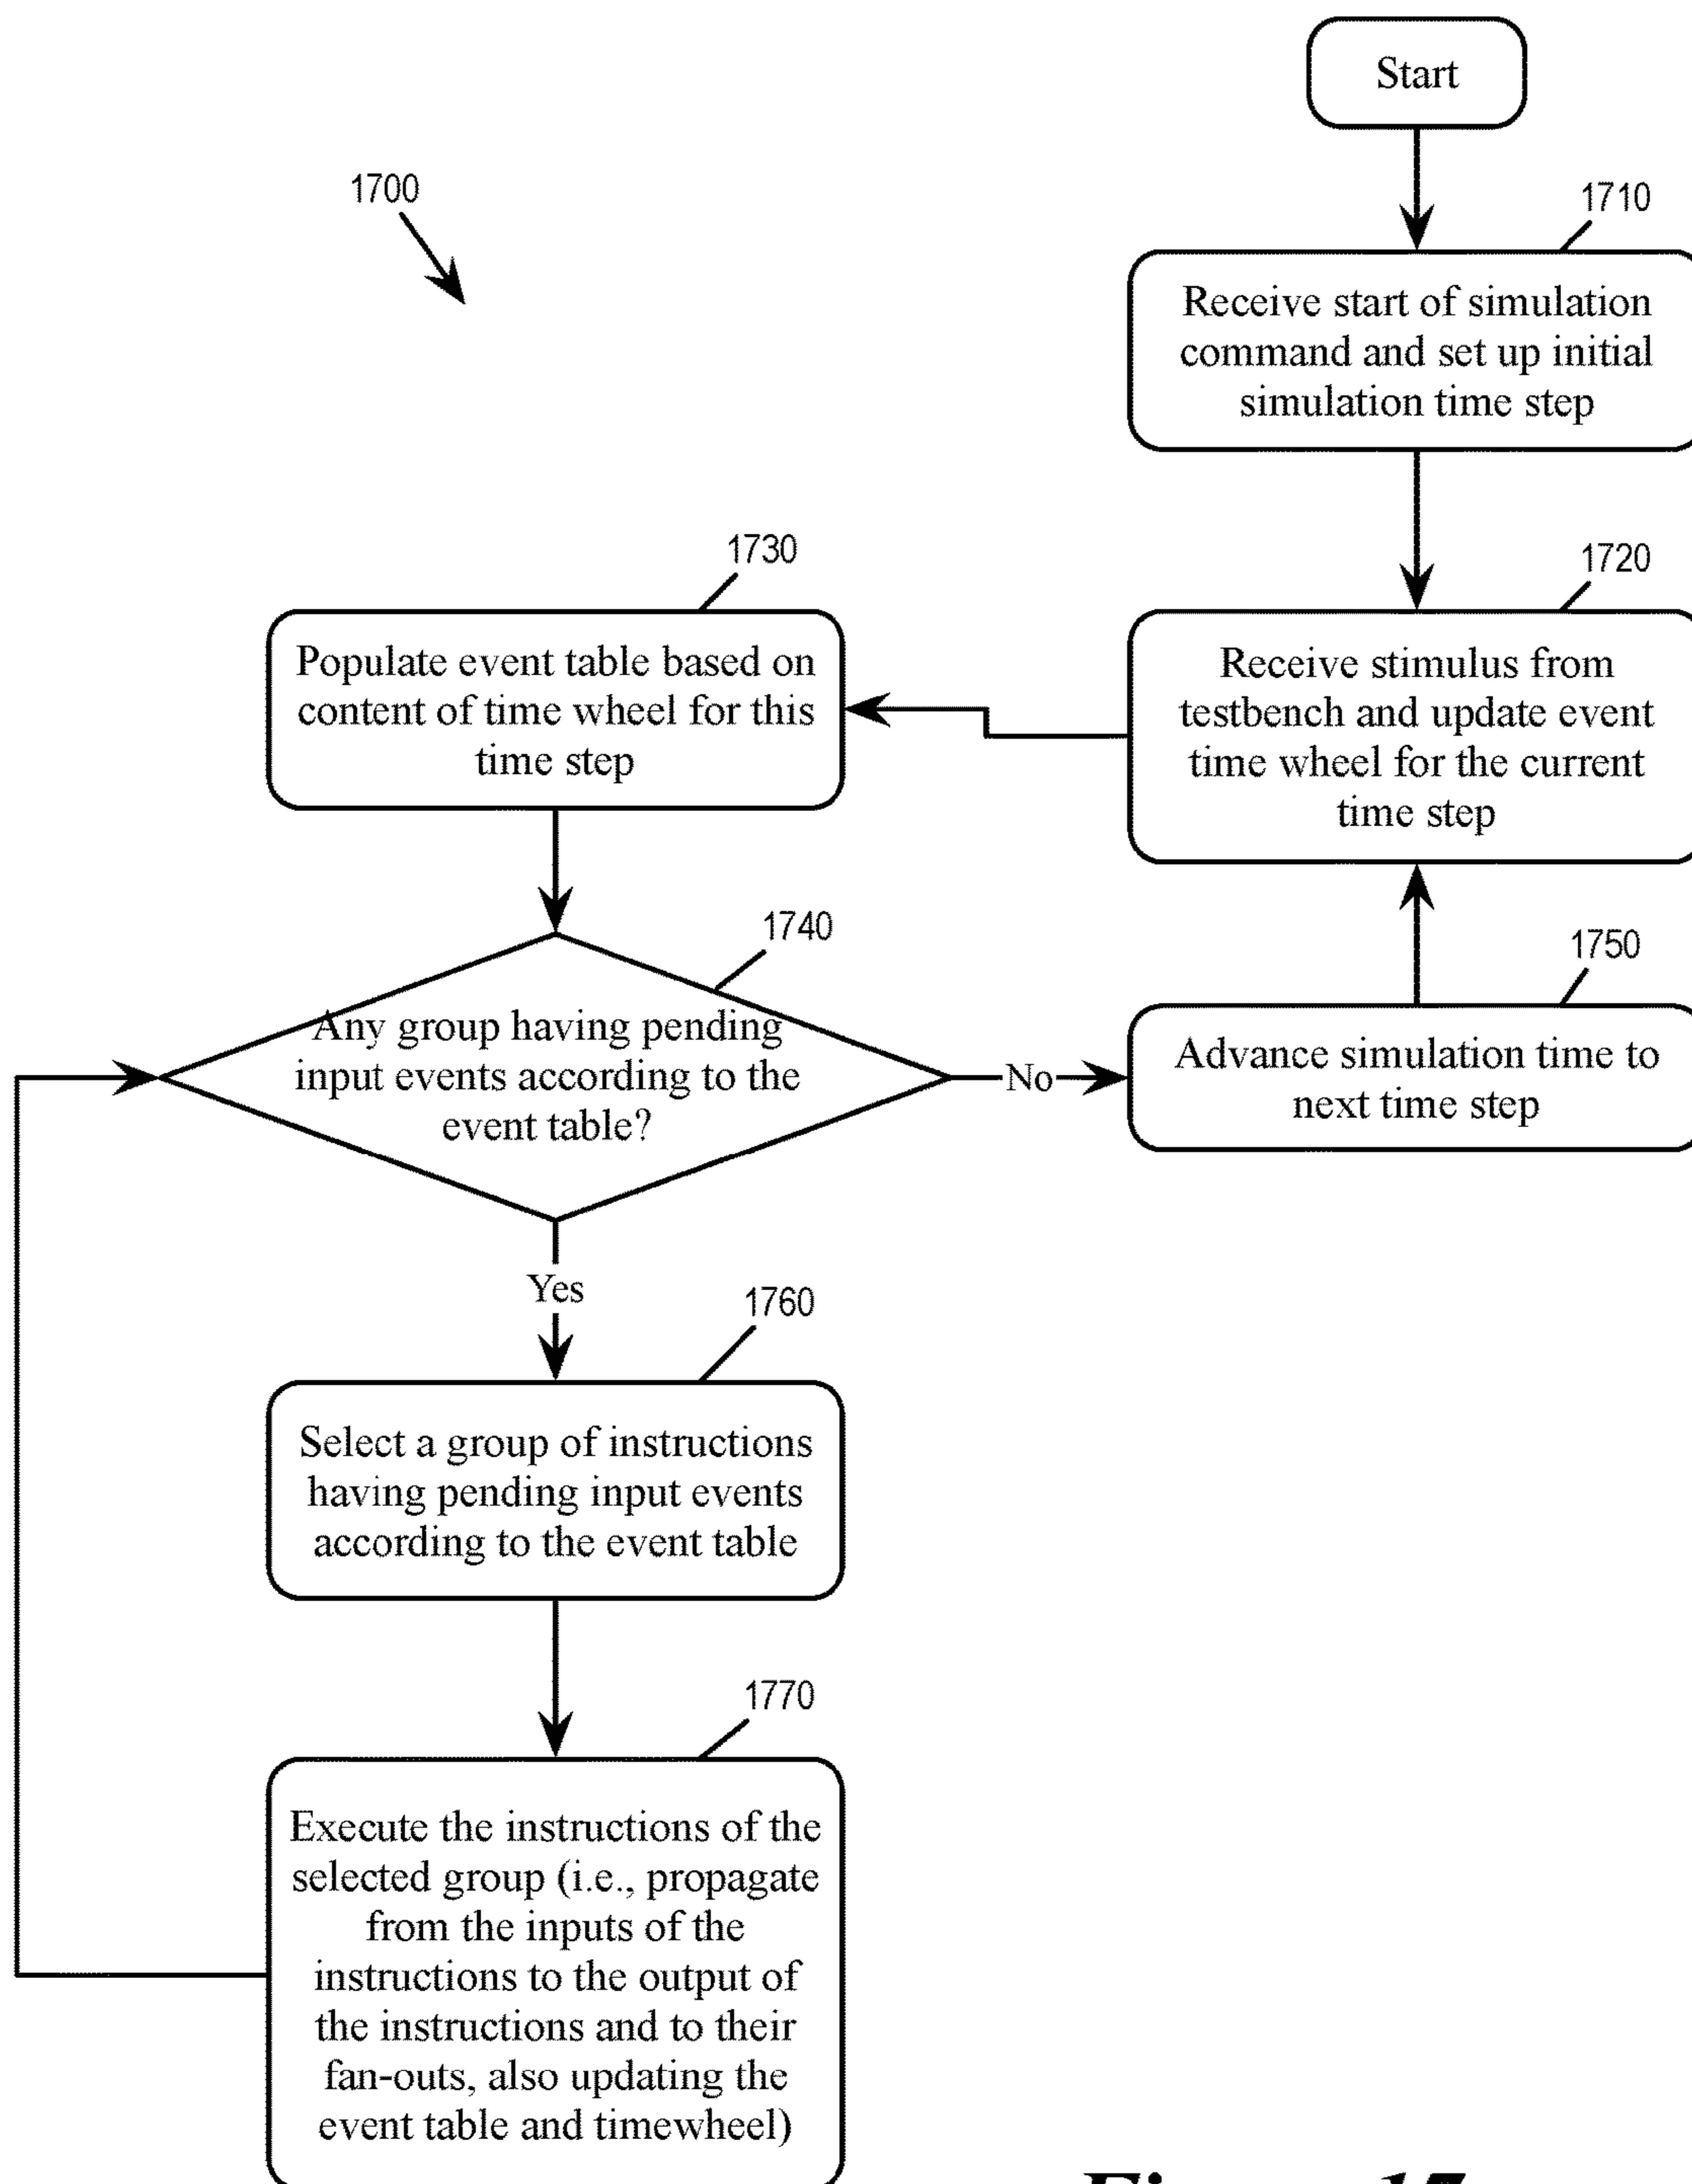 Start
1700
1710
Receive start of simulation
command and set up initial
simulation time step
1720
Receive stimulus from
testbench and update event
time wheel for the current
time step
1730
Populate event table based on
content of time wheel for this
time step
1740
Any group having pending
input events according to the
event table?
No
1750
Advance simulation time to
next time step
Yes
1760
Select a group of instructions
having pending input events
according to the event table
1770
Execute the instructions of the
selected group (i.e., propagate
from the inputs of the
instructions to the output of
the instructions and to their
fan-outs, also updating the
event table and timewheel)